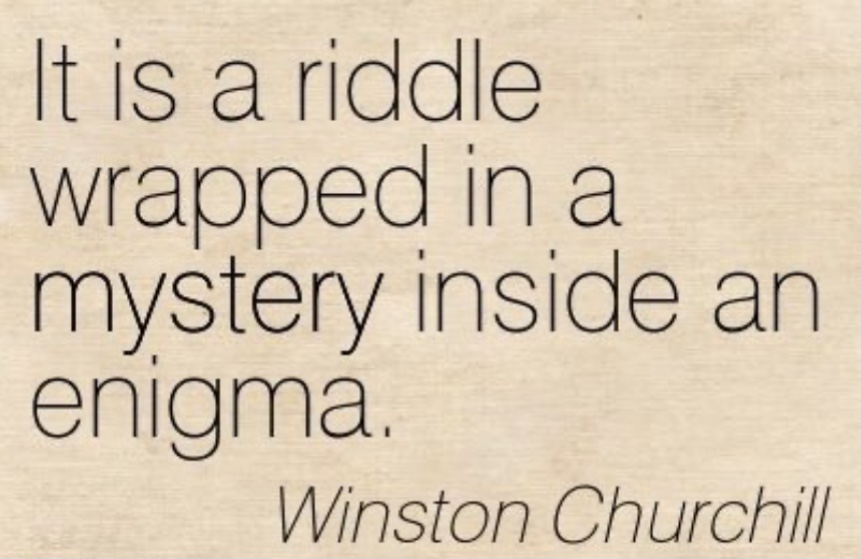 It is a riddle
wrapped in a
mystery inside an
enigma.
Winston Churchill